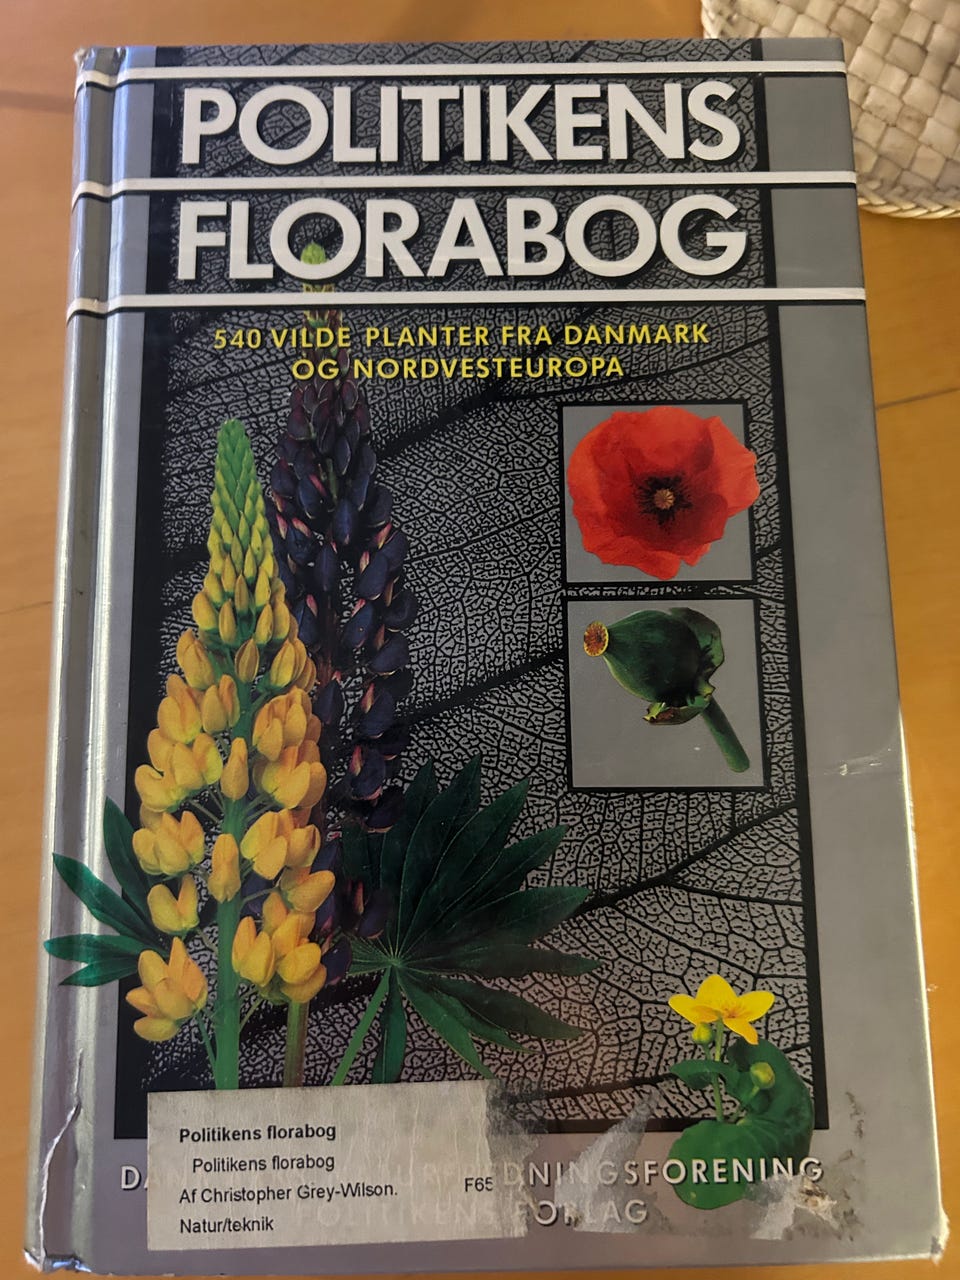 POLITIKENS
FLORABOG
540 VILDE PLANTER FRA DANMARK
OG NORDVESTEUROPA
Politikens florabog
Politikens florabog
Af Christopher Grey-Wilson. F65
Natur/teknik
POLITIKENS FORLAG